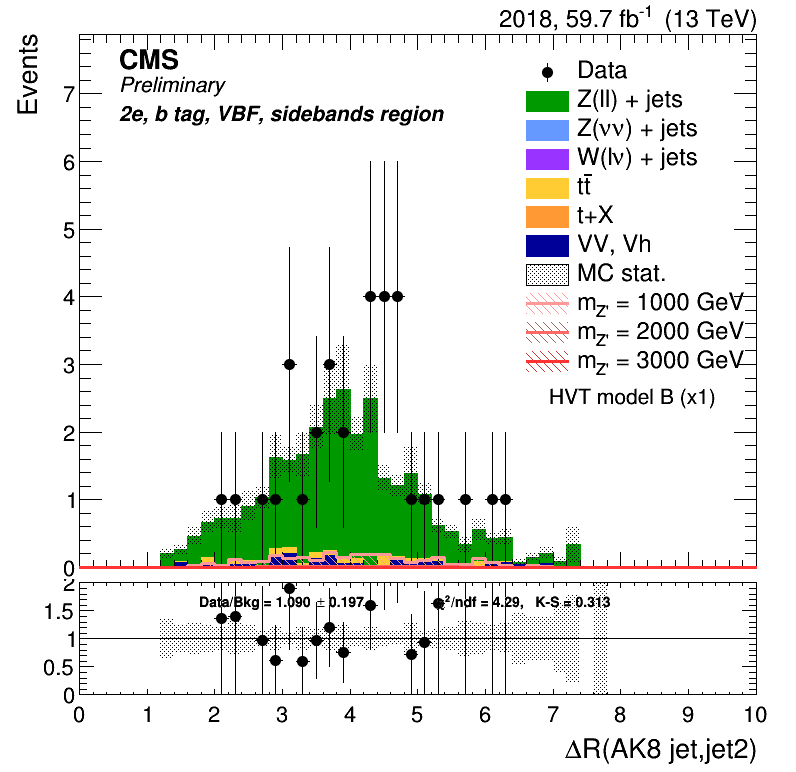 2018, 59.7 fb⁻¹ (13 TeV)
Events
CMS
Preliminary
2e, b tag, VBF, sidebands region
Data
Z(ll) + jets
Z(νν) + jets
W(lν) + jets
tt̄
t+X
VV, Vh
MC stat.
m_Z' = 1000 GeV
m_Z' = 2000 GeV
m_Z' = 3000 GeV
HVT model B (x1)
7
6
5
4
3
2
1
0
Data/Bkg = 1.090 ± 0.197
²/ndf = 4.29, K-S = 0.313
2
1.5
1
0.5
0
0 1 2 3 4 5 6 7 8 9 10
ΔR(AK8 jet,jet2)